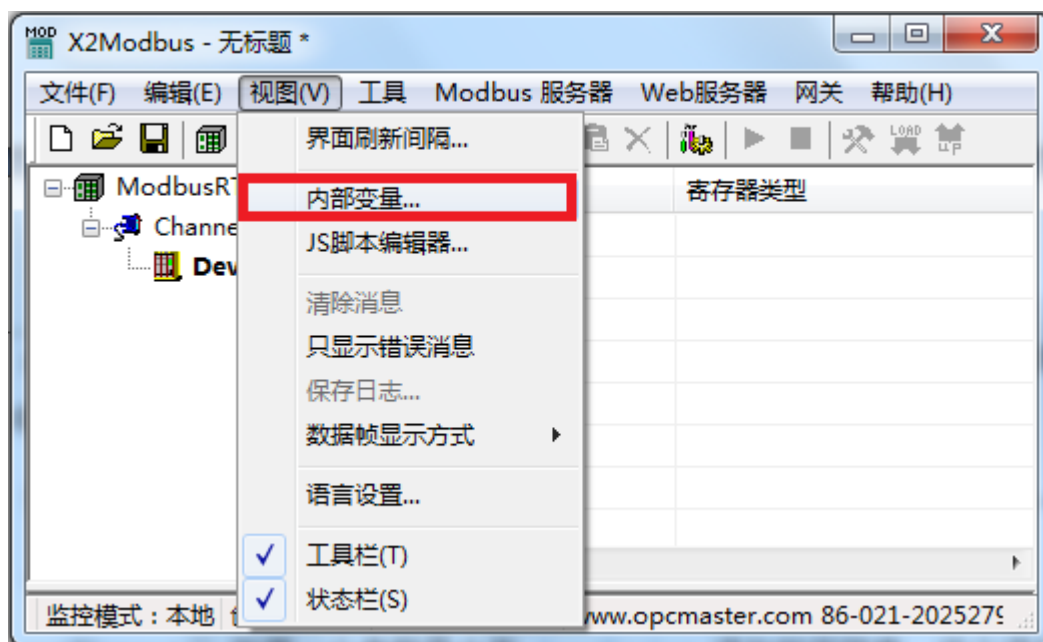 MOD
X2Modbus - 无标题 *
文件(F) 编辑(E) 视图(V) 工具 Modbus 服务器 Web服务器 网关 帮助(H)
LOAD
UP
界面刷新间隔...
内部变量...
JS脚本编辑器...
清除消息
只显示错误消息
保存日志...
数据帧显示方式
语言设置...
工具栏(T)
状态栏(S)
寄存器类型
ModbusRT
Channe
Dev
监控模式：本地
www.opcmaster.com 86-021-2025279